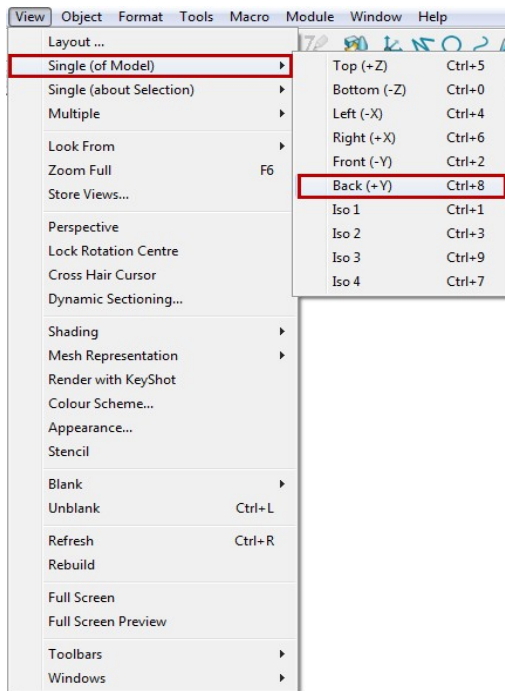 View Object Format Tools Macro Module Window Help
Layout ...
Single (of Model)
Single (about Selection)
Multiple
Look From
Zoom Full F6
Store Views...
Perspective
Lock Rotation Centre
Cross Hair Cursor
Dynamic Sectioning...
Shading
Mesh Representation
Render with KeyShot
Colour Scheme...
Appearance...
Stencil
Blank
Unblank Ctrl+L
Refresh Ctrl+R
Rebuild
Full Screen
Full Screen Preview
Toolbars
Windows
Top (+Z) Ctrl+5
Bottom (-Z) Ctrl+0
Left (-X) Ctrl+4
Right (+X) Ctrl+6
Front (-Y) Ctrl+2
Back (+Y) Ctrl+8
Iso 1 Ctrl+1
Iso 2 Ctrl+3
Iso 3 Ctrl+9
Iso 4 Ctrl+7